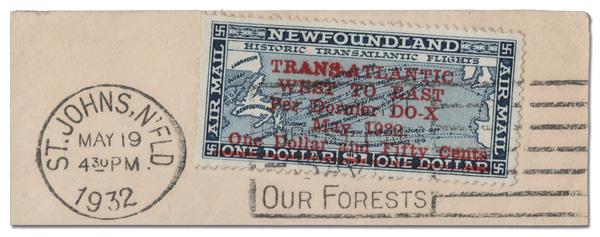 ST. JOHNS, N'FLD.
MAY 19
4 30 PM.
1932
NEWFOUNDLAND
HISTORIC TRANSATLANTIC FLIGHTS
AIR MAIL
AIR MAIL
LABRADOR
TRANS-ATLANTIC
WEST TO EAST
Per Dornier DO-X
May 1932
One Dollar and Fifty Cents
ONE DOLLAR $1 ONE DOLLAR
OUR FORESTS